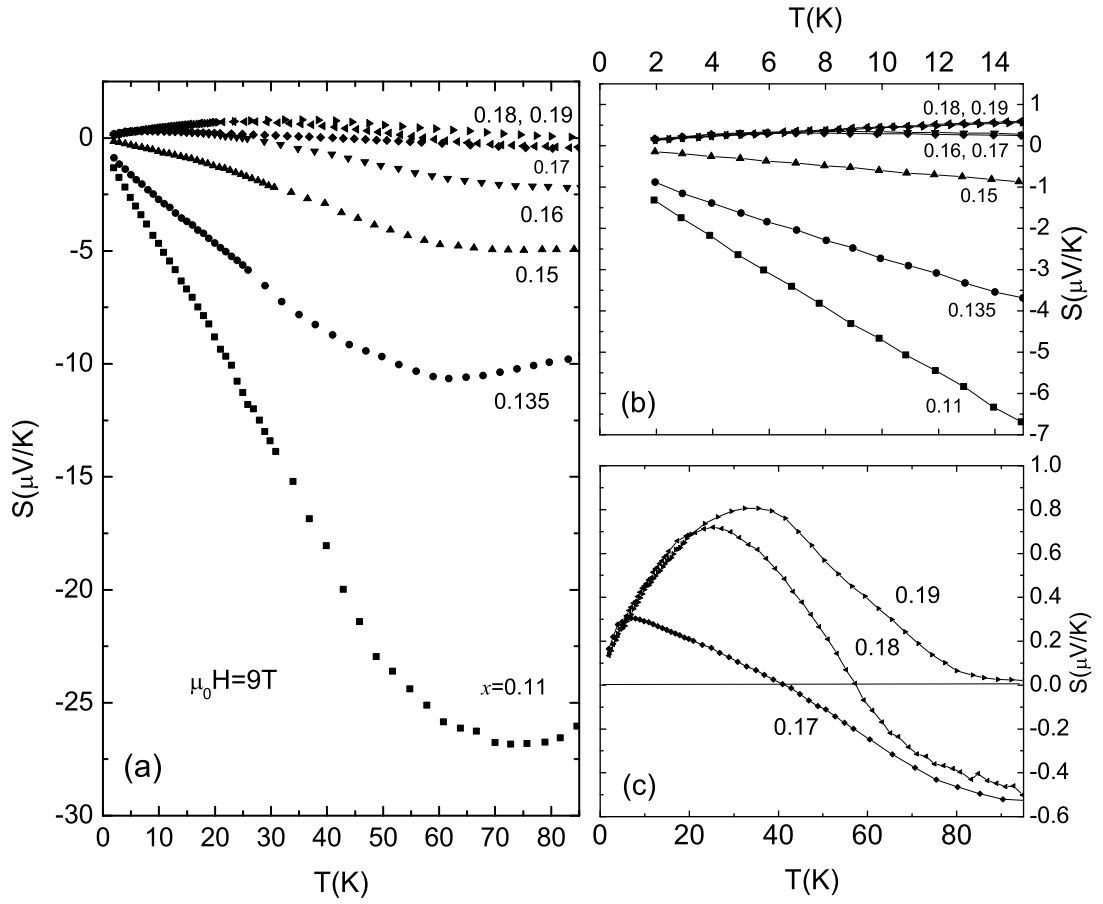 0
-5
-10
-15
-20
-25
-30
S(μV/K)
0 10 20 30 40 50 60 70 80
T(K)
0.18, 0.19
0.17
0.16
0.15
0.135
x=0.11
μ0H=9T
(a)
T(K)
0 2 4 6 8 10 12 14
1
0
-1
-2
-3
-4
-5
-6
-7
S(μV/K)
0.18, 0.19
0.16, 0.17
0.15
0.135
0.11
(b)
1.0
0.8
0.6
0.4
0.2
0.0
-0.2
-0.4
-0.6
S(μV/K)
0.19
0.18
0.17
(c)
0 20 40 60 80
T(K)